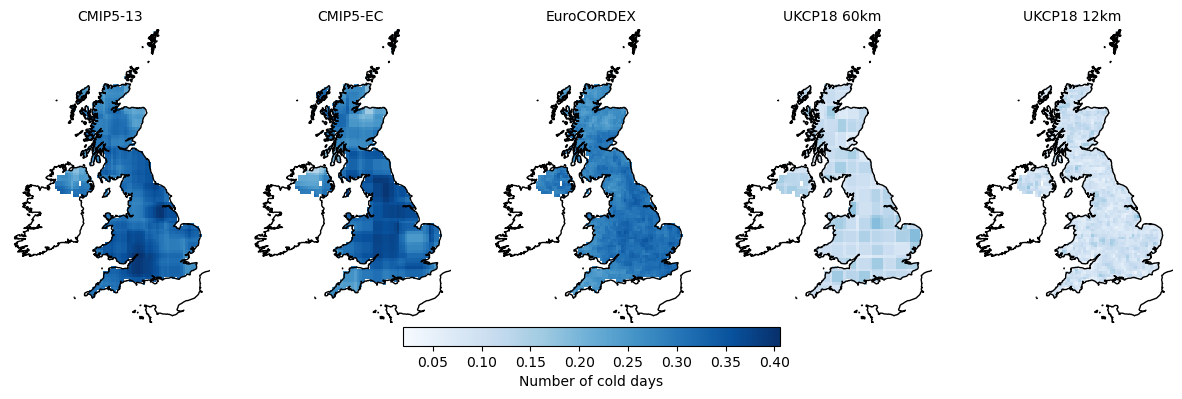 CMIP5-13 CMIP5-EC EuroCORDEX UKCP18 60km UKCP18 12km
0.05 0.10 0.15 0.20 0.25 0.30 0.35 0.40
Number of cold days